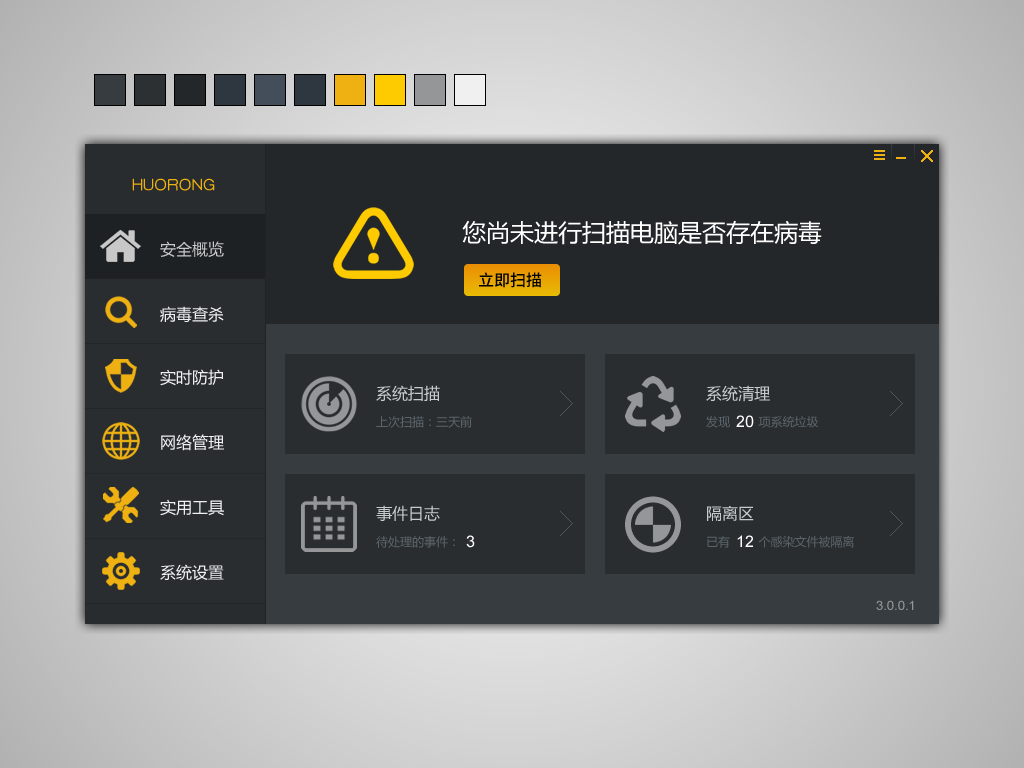 HUORONG
安全概览
病毒查杀
实时防护
网络管理
实用工具
系统设置
您尚未进行扫描电脑是否存在病毒
立即扫描
系统扫描
上次扫描：三天前
系统清理
发现 20 项系统垃圾
事件日志
待处理的事件： 3
隔离区
已有 12 个感染文件被隔离
3.0.0.1